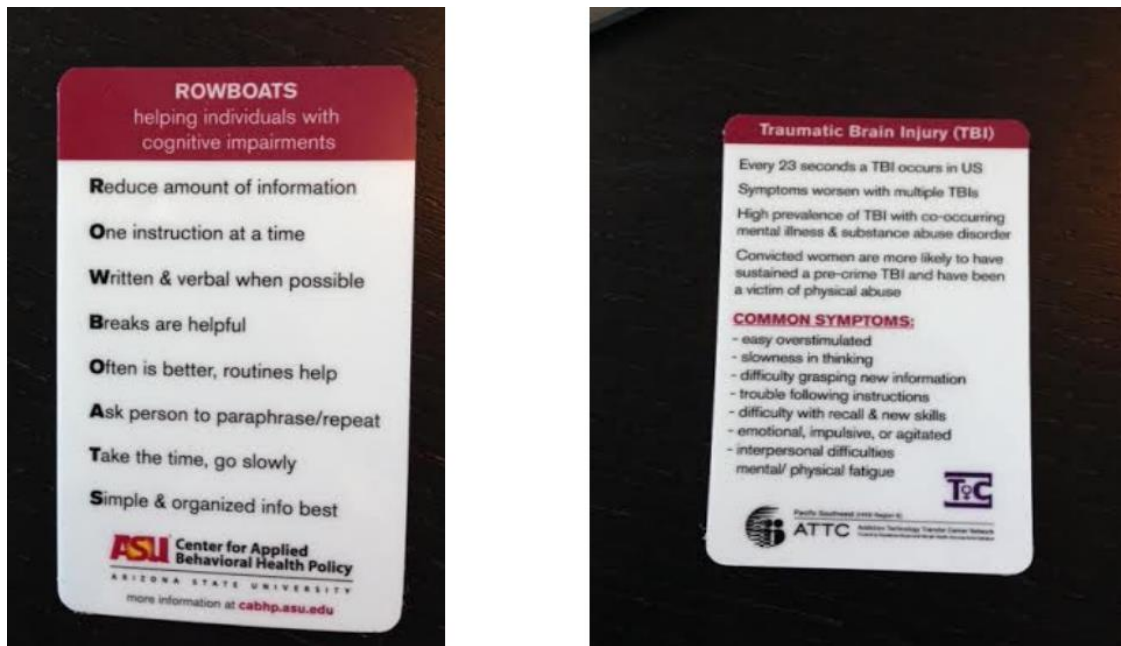 ROWBOATS
helping individuals with
cognitive impairments
Reduce amount of information
One instruction at a time
Written & verbal when possible
Breaks are helpful
Often is better, routines help
Ask person to paraphrase/repeat
Take the time, go slowly
Simple & organized info best
ASU Center for Applied
Behavioral Health Policy
ARIZONA STATE UNIVERSITY
more information at cabhp.asu.edu
Traumatic Brain Injury (TBI)
Every 23 seconds a TBI occurs in US
Symptoms worsen with multiple TBIs
High prevalence of TBI with co-occurring
mental illness & substance abuse disorder
Convicted women are more likely to have
sustained a pre-crime TBI and have been
a victim of physical abuse
COMMON SYMPTOMS:
- easy overstimulated
- slowness in thinking
- difficulty grasping new information
- trouble following instructions
- difficulty with recall & new skills
- emotional, impulsive, or agitated
- interpersonal difficulties
mental/ physical fatigue
TC
Pacific Southwest
ATTC Addiction Technology Transfer Center Network